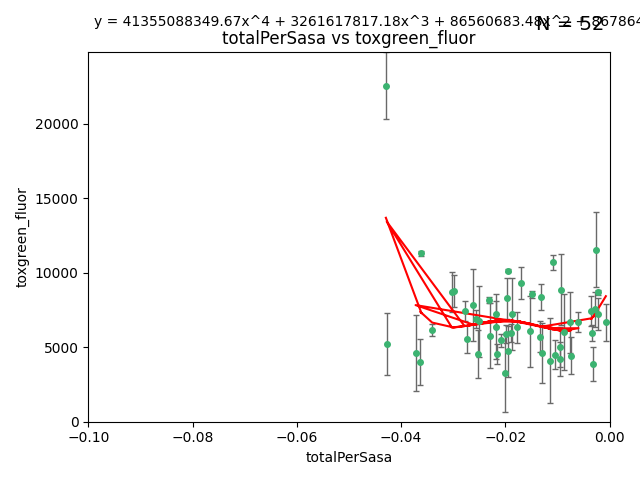 y = 41355088349.67x^4 + 3261617817.18x^3 + 86560683.48x^2 +
N = 52
totalPerSasa vs toxgreen_fluor
20000
15000
10000
5000
0
toxgreen_fluor
−0.10 −0.08 −0.06 −0.04 −0.02 0.00
totalPerSasa